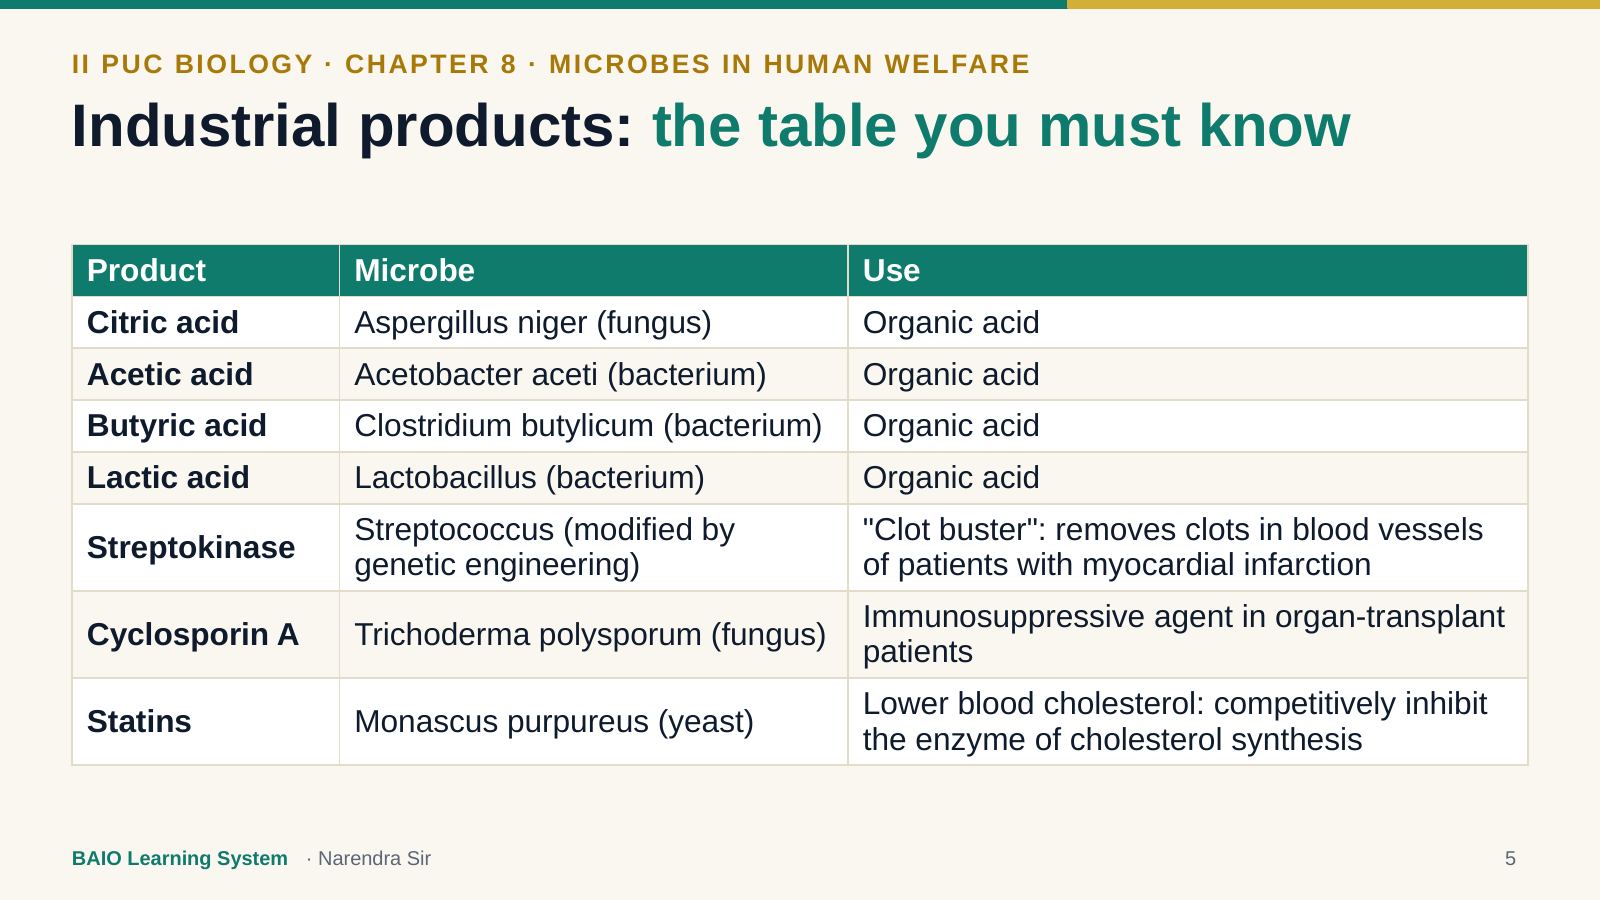 II PUC BIOLOGY · CHAPTER 8 · MICROBES IN HUMAN WELFARE
Industrial products: the table you must know
Product Microbe Use
Citric acid Aspergillus niger (fungus) Organic acid
Acetic acid Acetobacter aceti (bacterium) Organic acid
Butyric acid Clostridium butylicum (bacterium) Organic acid
Lactic acid Lactobacillus (bacterium) Organic acid
Streptokinase
Streptococcus (modified by
genetic engineering)
"Clot buster": removes clots in blood vessels
of patients with myocardial infarction
Cyclosporin A
Trichoderma polysporum (fungus)
Immunosuppressive agent in organ-transplant
patients
Statins
Monascus purpureus (yeast)
Lower blood cholesterol: competitively inhibit
the enzyme of cholesterol synthesis
BAIO Learning System · Narendra Sir 5